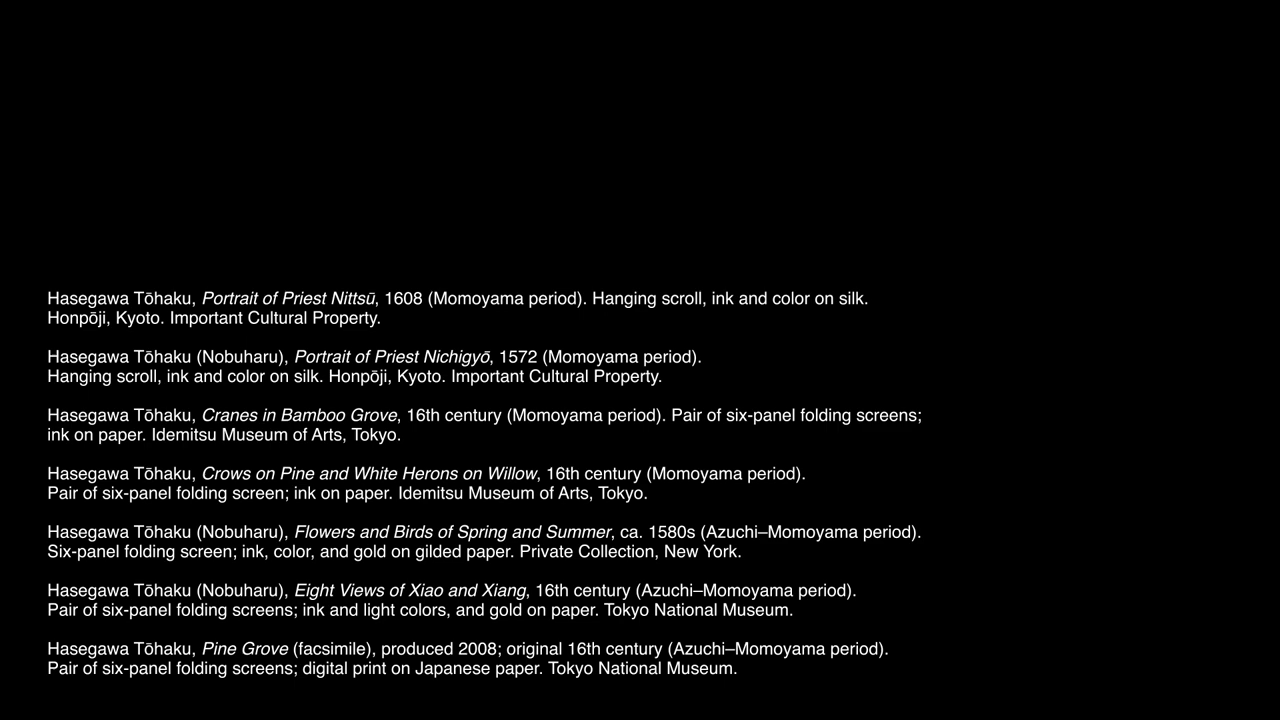 Hasegawa Tōhaku, Portrait of Priest Nittsū, 1608 (Momoyama period). Hanging scroll, ink and color on silk.
Honpōji, Kyoto. Important Cultural Property.
Hasegawa Tōhaku (Nobuharu), Portrait of Priest Nichigyō, 1572 (Momoyama period).
Hanging scroll, ink and color on silk. Honpōji, Kyoto. Important Cultural Property.
Hasegawa Tōhaku, Cranes in Bamboo Grove, 16th century (Momoyama period). Pair of six-panel folding screens;
ink on paper. Idemitsu Museum of Arts, Tokyo.
Hasegawa Tōhaku, Crows on Pine and White Herons on Willow, 16th century (Momoyama period).
Pair of six-panel folding screen; ink on paper. Idemitsu Museum of Arts, Tokyo.
Hasegawa Tōhaku (Nobuharu), Flowers and Birds of Spring and Summer, ca. 1580s (Azuchi–Momoyama period).
Six-panel folding screen; ink, color, and gold on gilded paper. Private Collection, New York.
Hasegawa Tōhaku (Nobuharu), Eight Views of Xiao and Xiang, 16th century (Azuchi–Momoyama period).
Pair of six-panel folding screens; ink and light colors, and gold on paper. Tokyo National Museum.
Hasegawa Tōhaku, Pine Grove (facsimile), produced 2008; original 16th century (Azuchi–Momoyama period).
Pair of six-panel folding screens; digital print on Japanese paper. Tokyo National Museum.